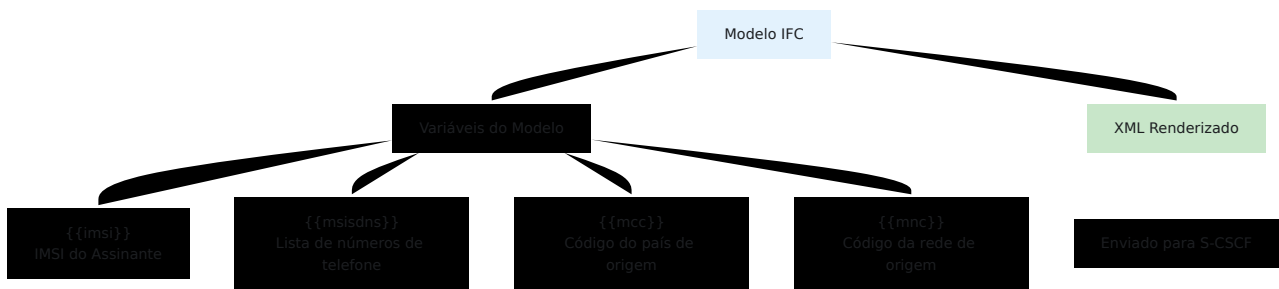 Modelo IFC
Variáveis do Modelo
XML Renderizado
{{imsi}}
IMSI do Assinante
{{msisdns}}
Lista de números de
telefone
{{mcc}}
Código do país de
origem
{{mnc}}
Código da rede de
origem
Enviado para S-CSCF